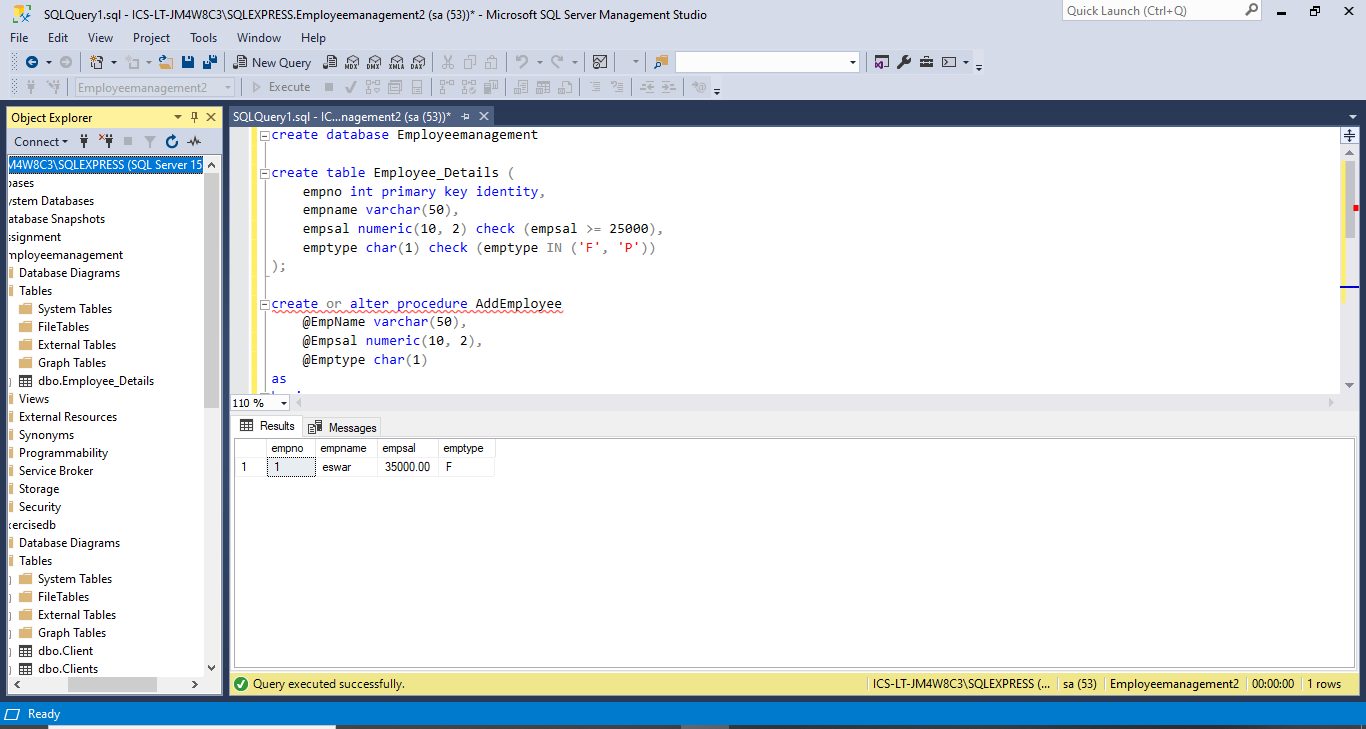 SQLQuery1.sql - ICS-LT-JM4W8C3\SQLEXPRESS.Employeemanagement2 (sa (53))* - Microsoft SQL Server Management Studio
Quick Launch (Ctrl+Q)
File Edit View Project Tools Window Help
New Query MDX DMX XMLA DAX
Employeemanagement2 Execute
Object Explorer
Connect
M4W8C3\SQLEXPRESS (SQL Server 15
bases
ystem Databases
atabase Snapshots
ssignment
mployeemanagement
Database Diagrams
Tables
System Tables
FileTables
External Tables
Graph Tables
dbo.Employee_Details
Views
External Resources
Synonyms
Programmability
Service Broker
Storage
Security
xercisedb
Database Diagrams
Tables
System Tables
FileTables
External Tables
Graph Tables
dbo.Client
dbo.Clients
SQLQuery1.sql - IC...nagement2 (sa (53))*
create database Employeemanagement
create table Employee_Details (
empno int primary key identity,
empname varchar(50),
empsal numeric(10, 2) check (empsal >= 25000),
emptype char(1) check (emptype IN ('F', 'P'))
);
create or alter procedure AddEmployee
@EmpName varchar(50),
@Empsal numeric(10, 2),
@Emptype char(1)
as
110 %
Results Messages
empno empname empsal emptype
1 1 eswar 35000.00 F
Query executed successfully.
ICS-LT-JM4W8C3\SQLEXPRESS (... sa (53) Employeemanagement2 00:00:00 1 rows
Ready